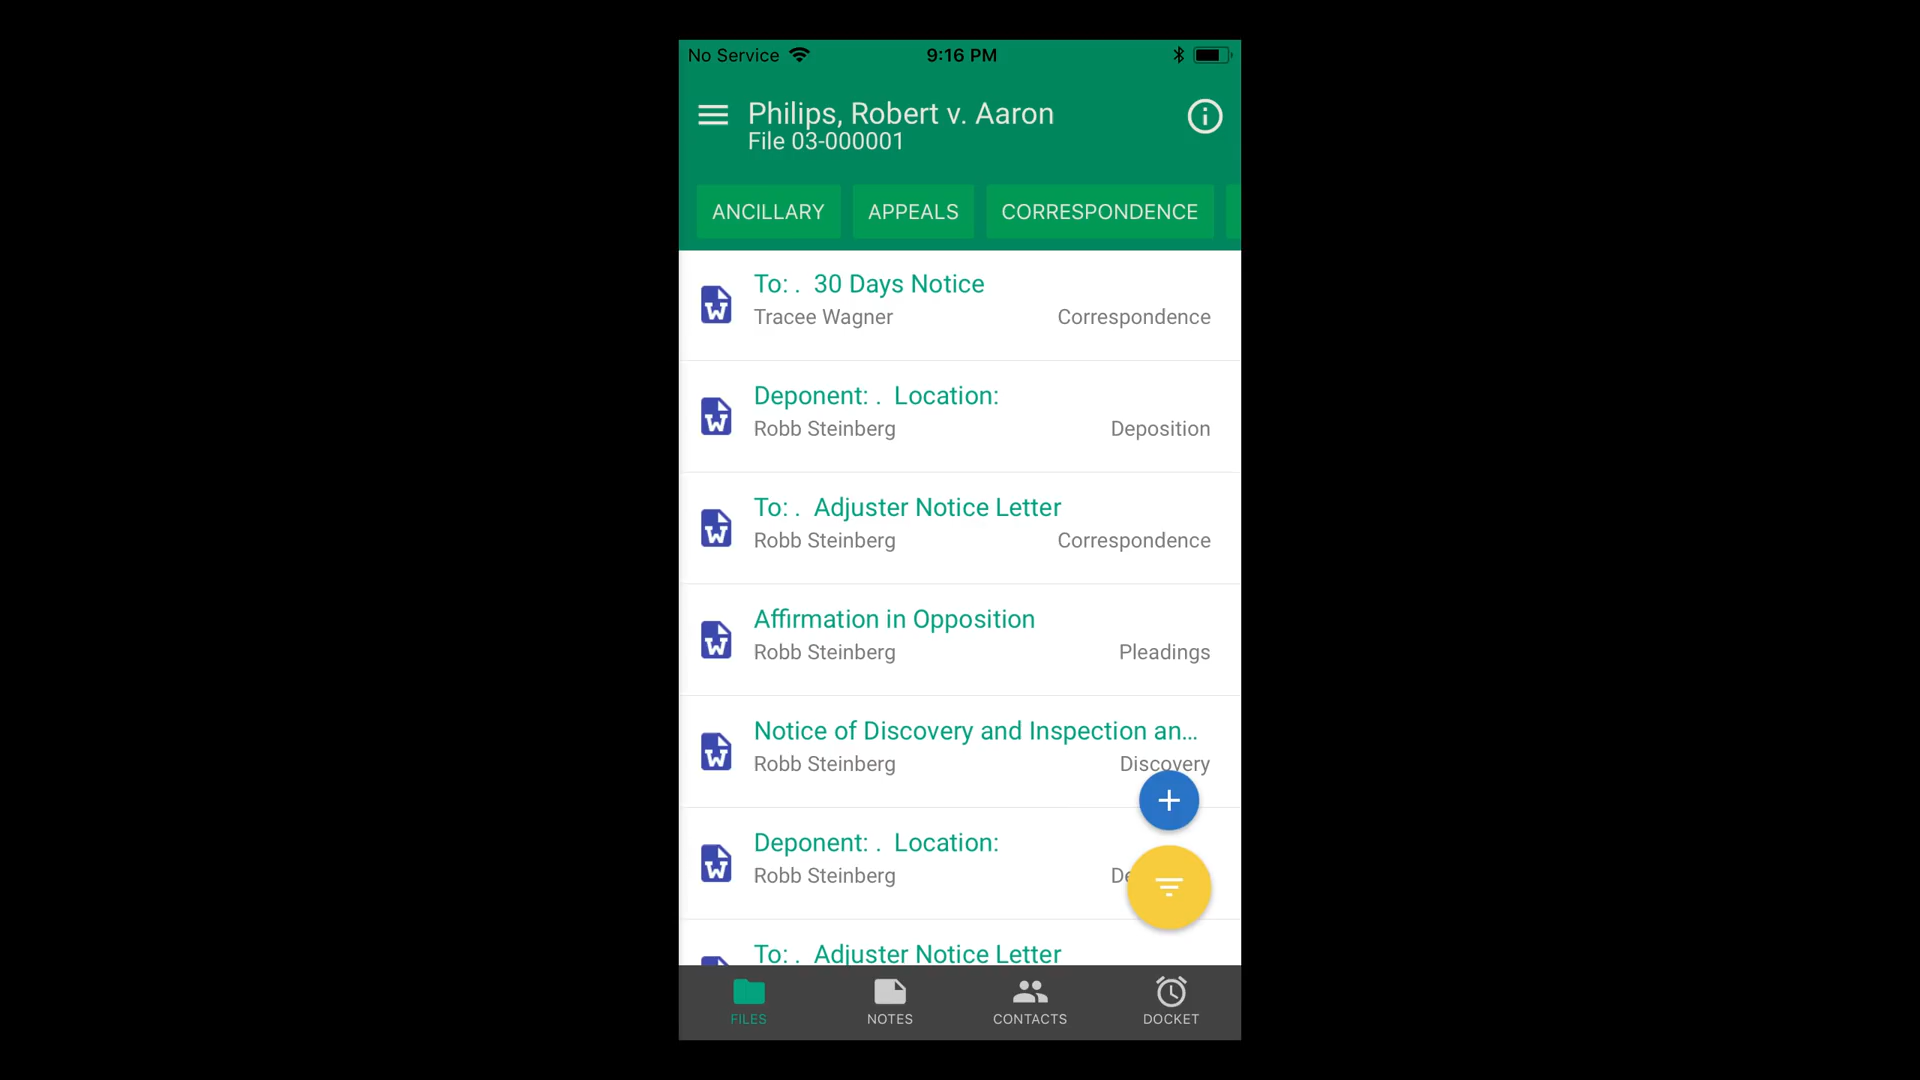 No Service 9:16 PM
Philips, Robert v. Aaron
File 03-000001
ANCILLARY APPEALS CORRESPONDENCE
To: .  30 Days Notice
Tracee Wagner Correspondence
Deponent: .  Location:
Robb Steinberg Deposition
To: .  Adjuster Notice Letter
Robb Steinberg Correspondence
Affirmation in Opposition
Robb Steinberg Pleadings
Notice of Discovery and Inspection an...
Robb Steinberg Discovery
Deponent: .  Location:
Robb Steinberg
To: .  Adjuster Notice Letter
FILES NOTES CONTACTS DOCKET